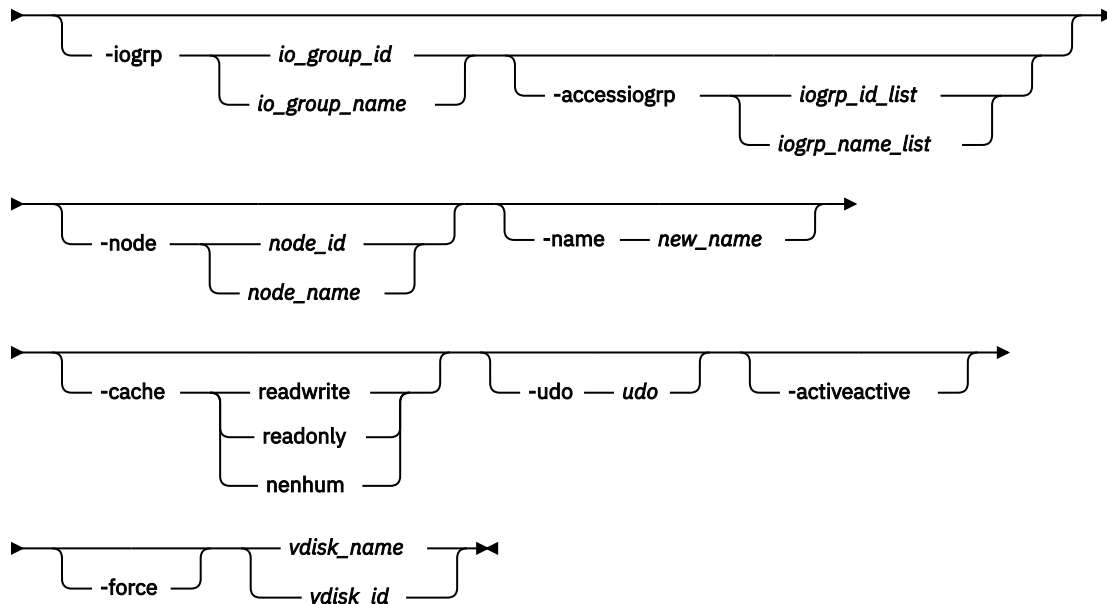 -iogrp io_group_id
io_group_name
-accessiogrp iogrp_id_list
iogrp_name_list
-node node_id
node_name
-name new_name
-cache readwrite
readonly
nenhum
-udo udo
-activeactive
-force vdisk_name
vdisk_id